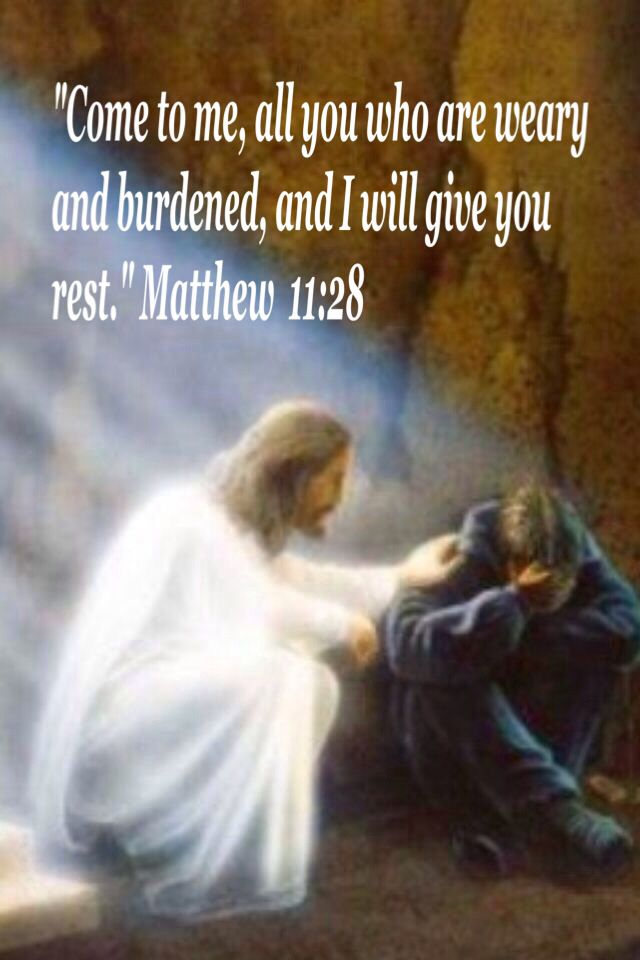 "Come to me, all you who are weary
and burdened, and I will give you
rest." Matthew 11:28